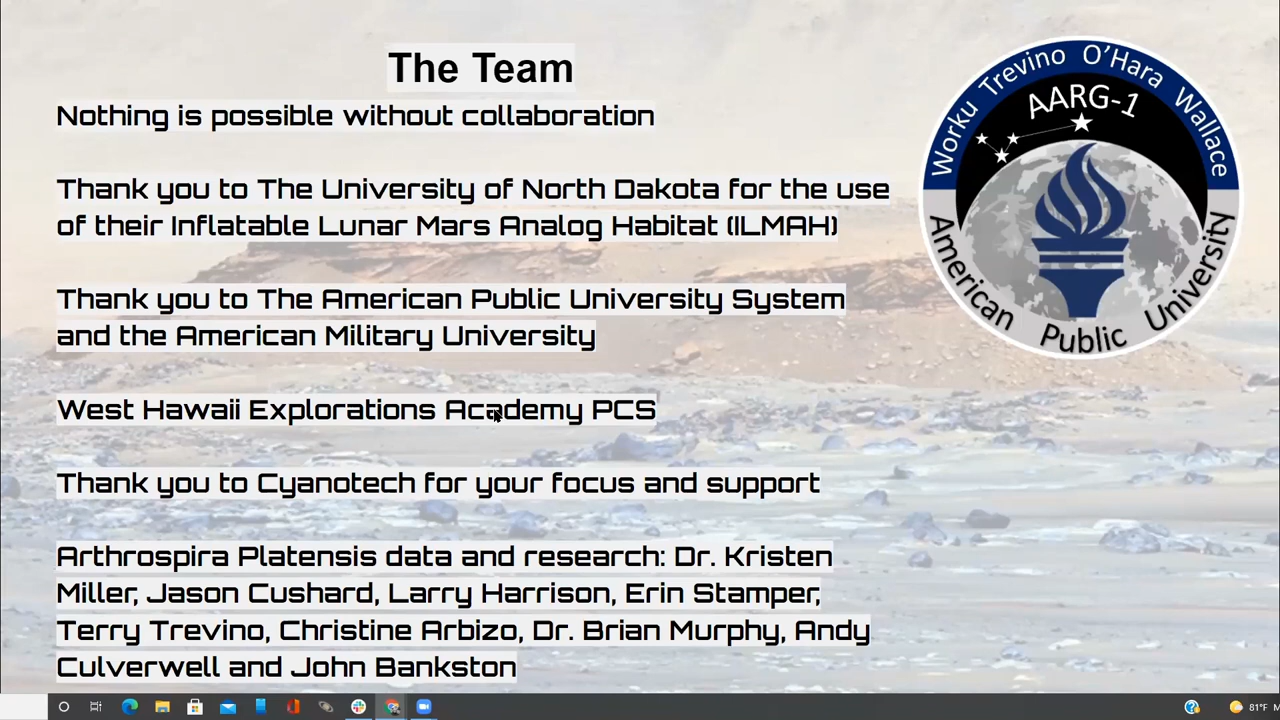 The Team
Nothing is possible without collaboration
Thank you to The University of North Dakota for the use
of their Inflatable Lunar Mars Analog Habitat (ILMAH)
Thank you to The American Public University System
and the American Military University
West Hawaii Explorations Academy PCS
Thank you to Cyanotech for your focus and support
Arthrospira Platensis data and research: Dr. Kristen
Miller, Jason Cushard, Larry Harrison, Erin Stamper,
Terry Trevino, Christine Arbizo, Dr. Brian Murphy, Andy
Culverwell and John Bankston
Worku Trevino O'Hara Wallace
AARG-1
American Public University
81°F